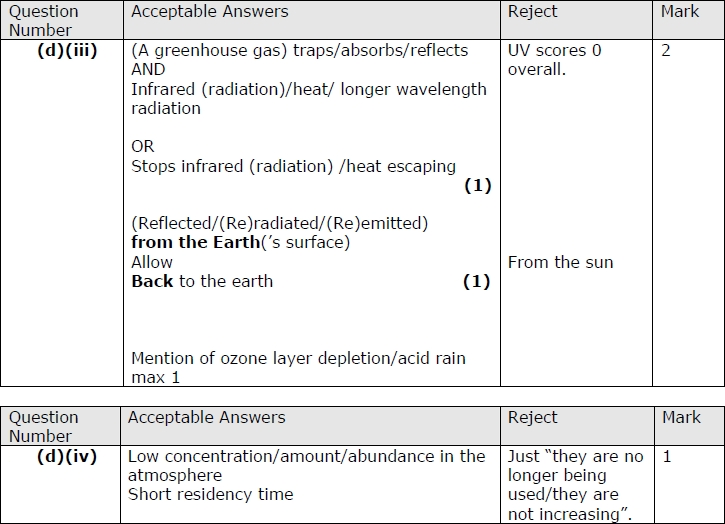 Question Number
Acceptable Answers
Reject
Mark
(d)(iii)
(A greenhouse gas) traps/absorbs/reflects
AND
Infrared (radiation)/heat/ longer wavelength
radiation
OR
Stops infrared (radiation) /heat escaping
(1)
(Reflected/(Re)radiated/(Re)emitted)
from the Earth('s surface)
Allow
Back to the earth (1)
Mention of ozone layer depletion/acid rain
max 1
UV scores 0
overall.
From the sun
2
Question
Number
Acceptable Answers
Reject
Mark
(d)(iv)
Low concentration/amount/abundance in the
atmosphere
Short residency time
Just “they are no
longer being
used/they are
not increasing”.
1